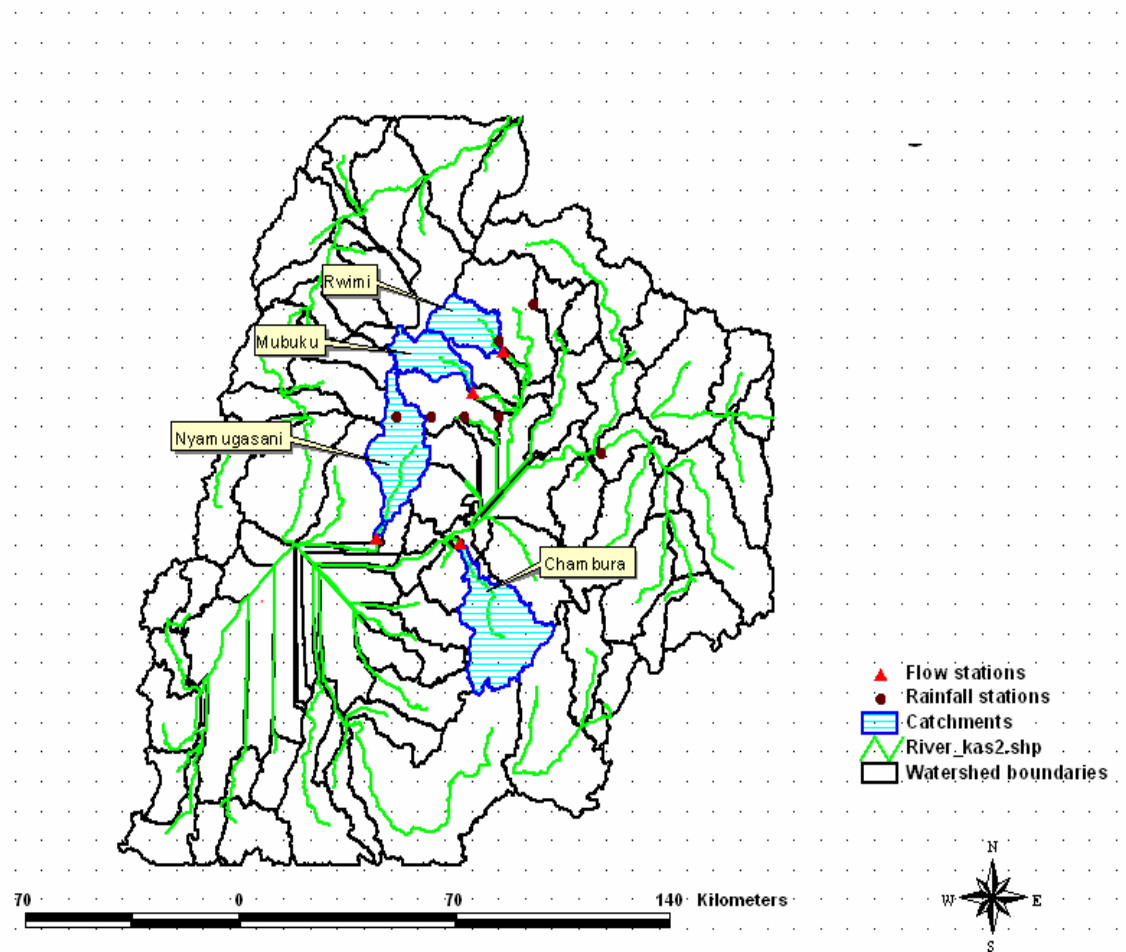 Rwimi
Mubuku
Nyamugasani
Chambura
Flow stations
Rainfall stations
Catchments
River_kas2.shp
Watershed boundaries
N
W E
S
70 0 70 140 Kilometers